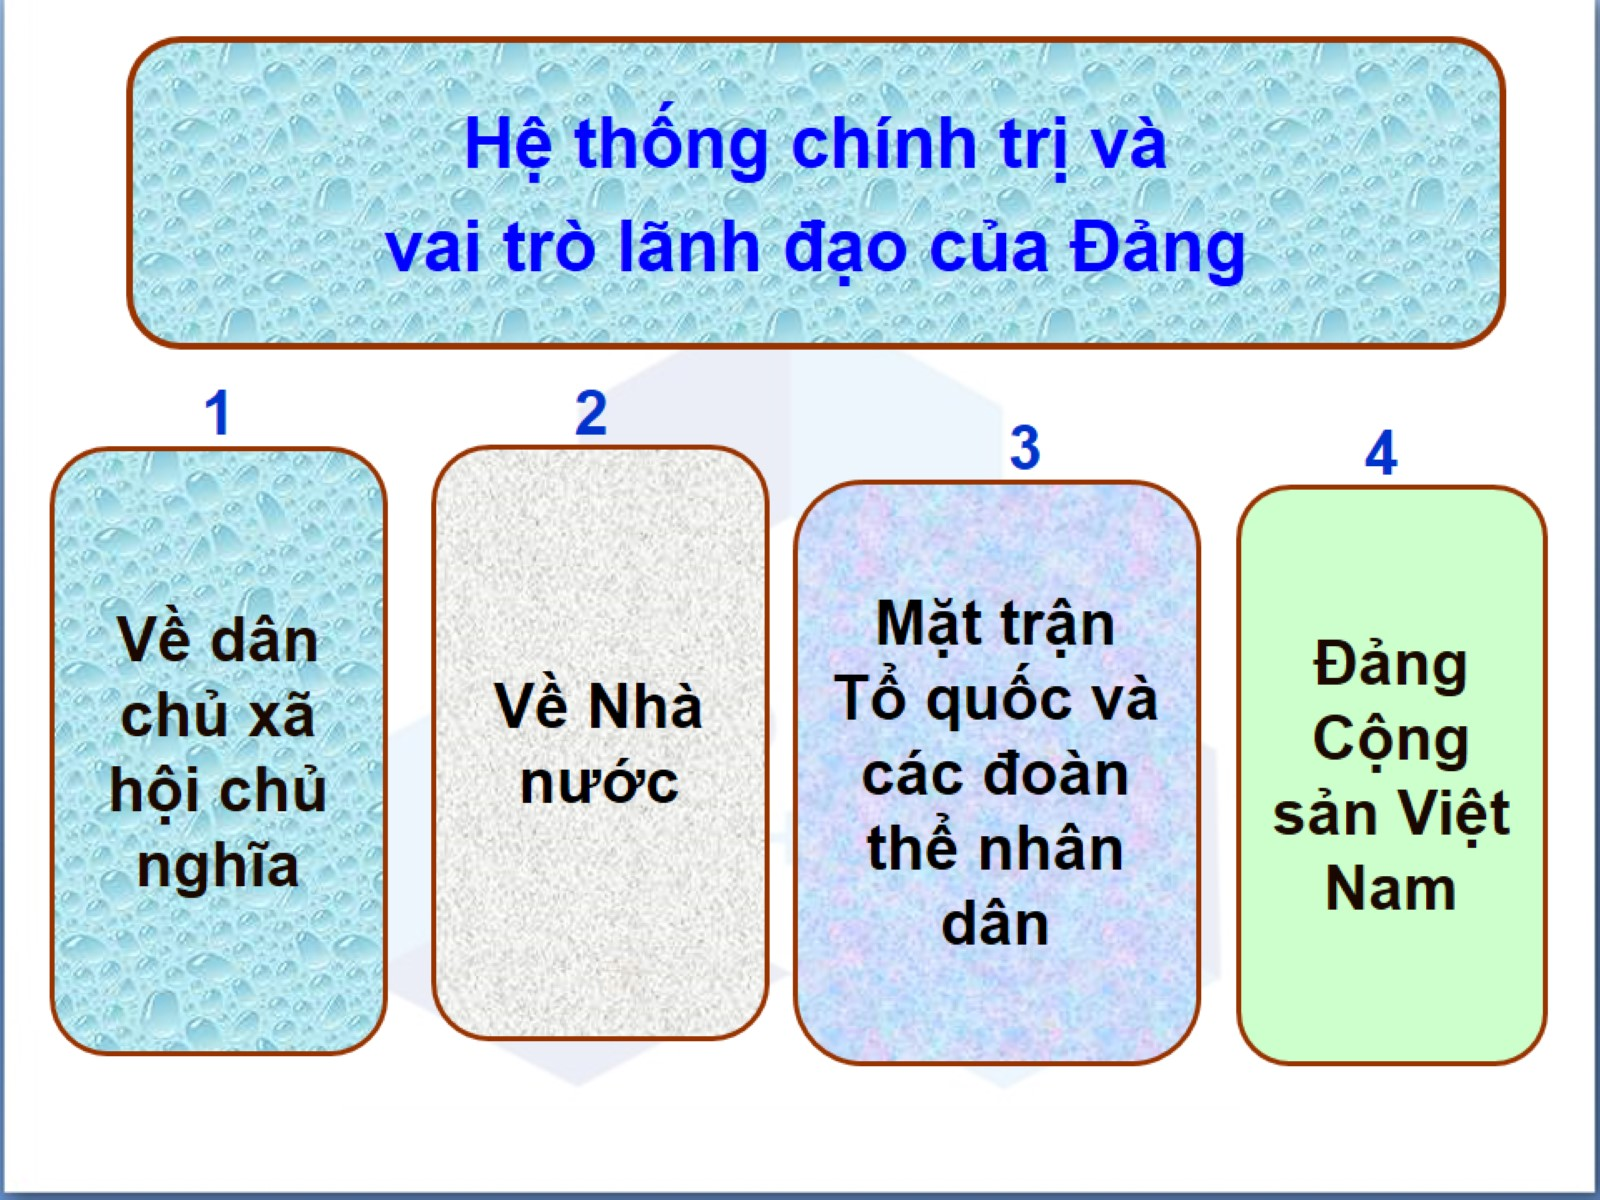 Hệ thống chính trị và
vai trò lãnh đạo của Đảng
1
Về dân
chủ xã
hội chủ
nghĩa
2
Về Nhà
nước
3
Mặt trận
Tổ quốc và
các đoàn
thể nhân
dân
4
Đảng
Cộng
sản Việt
Nam